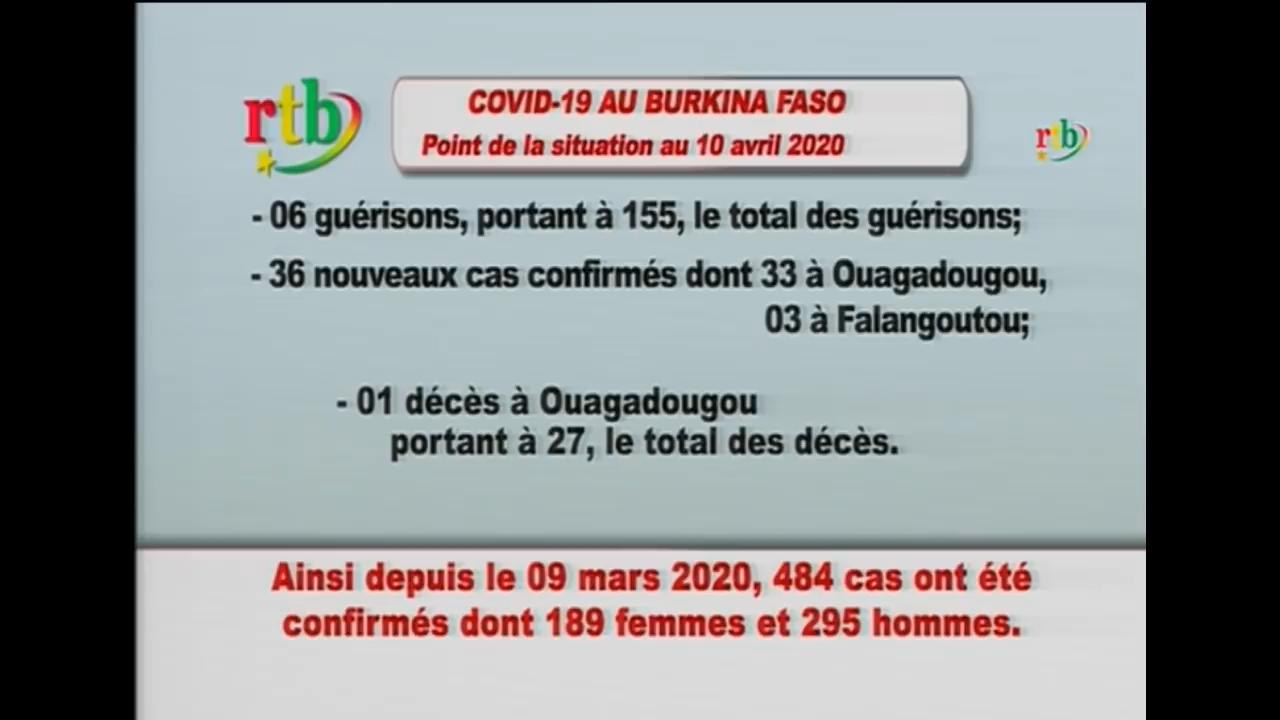 rtb
COVID-19 AU BURKINA FASO
Point de la situation au 10 avril 2020
rtb
- 06 guérisons, portant à 155, le total des guérisons;
- 36 nouveaux cas confirmés dont 33 à Ouagadougou,
03 à Falangoutou;
- 01 décès à Ouagadougou
portant à 27, le total des décès.
Ainsi depuis le 09 mars 2020, 484 cas ont été
confirmés dont 189 femmes et 295 hommes.